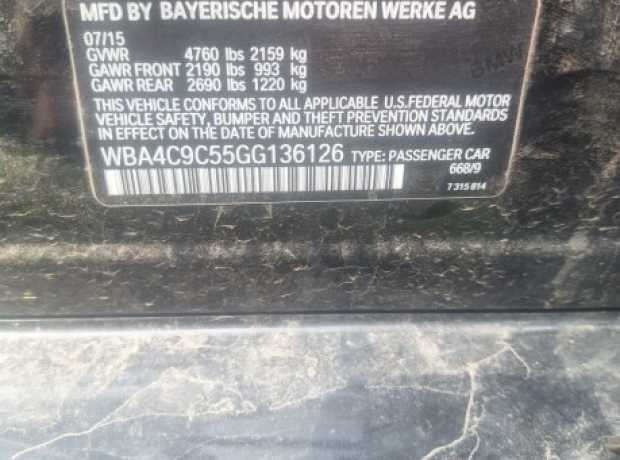 MFD BY BAYERISCHE MOTOREN WERKE AG
07/15
GVWR 4760 lbs 2159 kg
GAWR FRONT 2190 lbs 993 kg
GAWR REAR 2690 lbs 1220 kg
BMW
THIS VEHICLE CONFORMS TO ALL APPLICABLE U.S.FEDERAL MOTOR
VEHICLE SAFETY, BUMPER AND THEFT PREVENTION STANDARDS
IN EFFECT ON THE DATE OF MANUFACTURE SHOWN ABOVE.
WBA4C9C55GG136126 TYPE: PASSENGER CAR
668/9
7 315 814